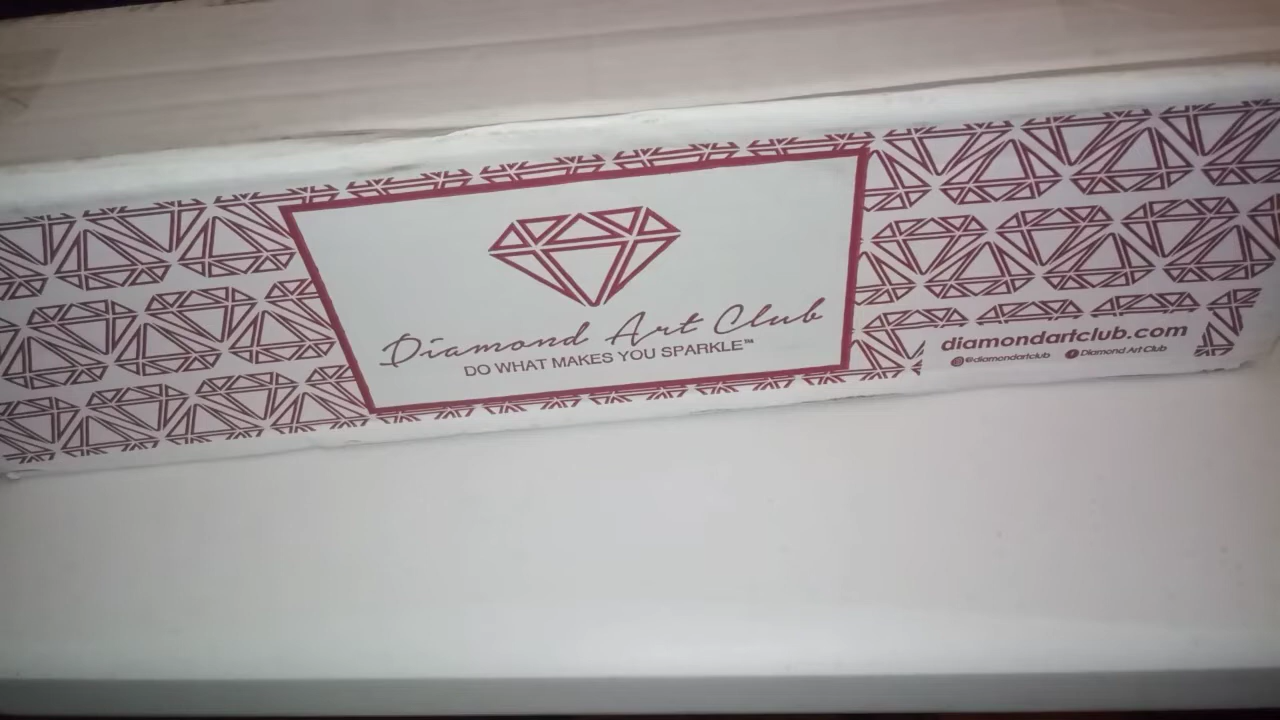 Diamond Art Club
DO WHAT MAKES YOU SPARKLE™
diamondartclub.com
@diamondartclub Diamond Art Club